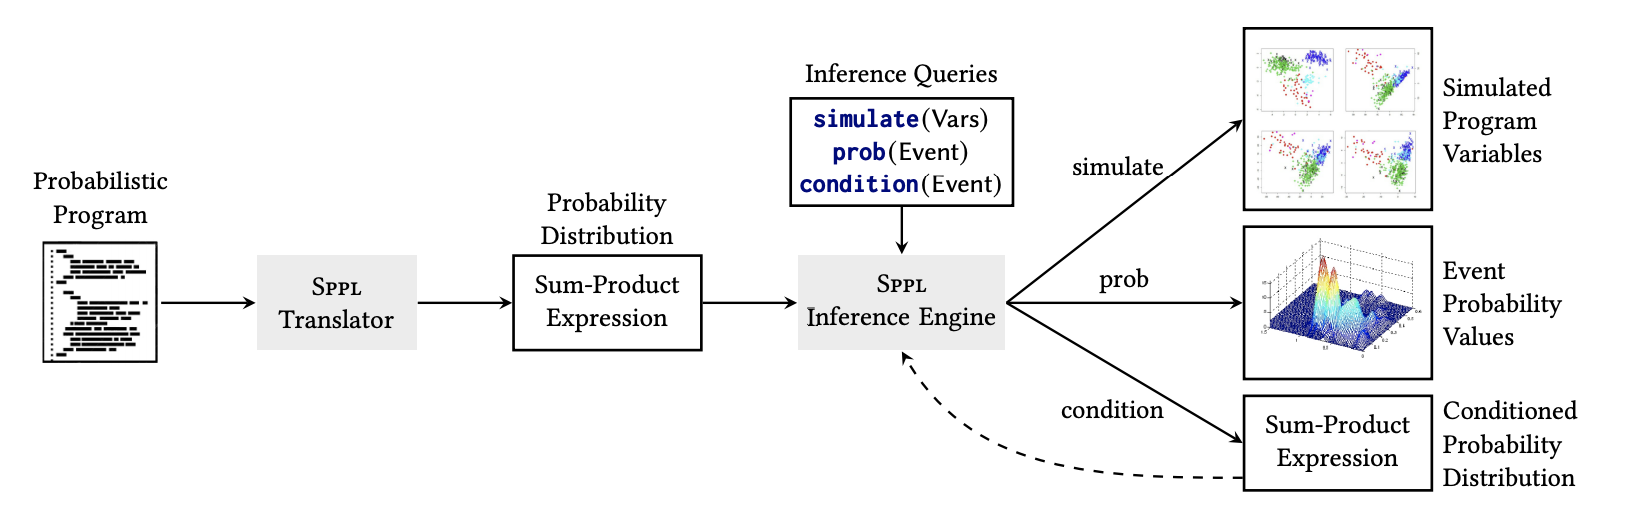 Probabilistic
Program
SPPL
Translator
Probability
Distribution
Sum-Product
Expression
Inference Queries
simulate(Vars)
prob(Event)
condition(Event)
SPPL
Inference Engine
simulate
prob
condition
Simulated
Program
Variables
Event
Probability
Values
Sum-Product
Expression
Conditioned
Probability
Distribution